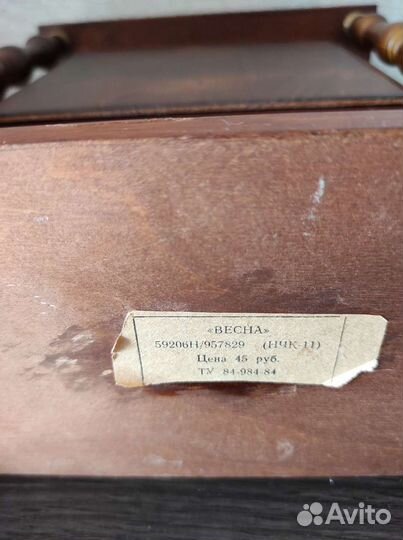 «ВЕСНА»
59206Н/957829 (НЧК-11)
Цена 45 руб.
ТУ 84-984-84
Avito